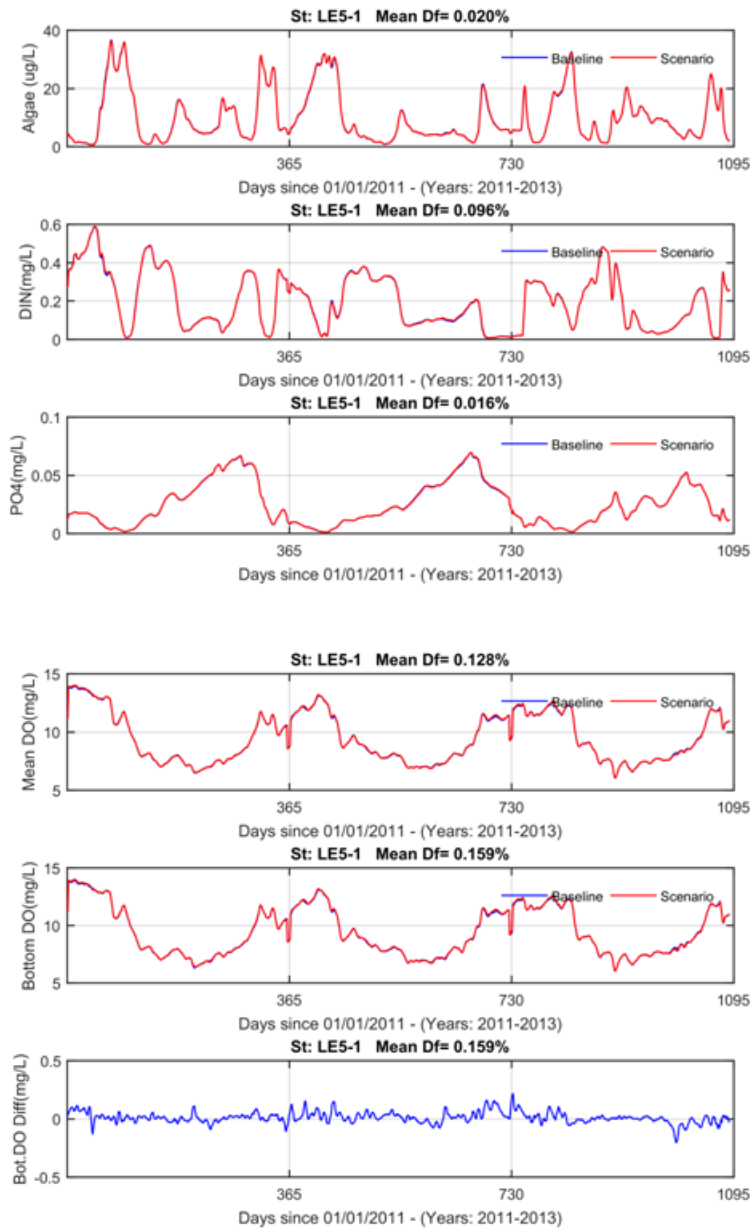 St: LE5-1 Mean Df= 0.020%
40
20
0
Algae (ug/L)
Baseline Scenario
365 730 1095
Days since 01/01/2011 - (Years: 2011-2013)
St: LE5-1 Mean Df= 0.096%
0.6
0.4
0.2
0
DIN(mg/L)
Baseline Scenario
365 730 1095
Days since 01/01/2011 - (Years: 2011-2013)
St: LE5-1 Mean Df= 0.016%
0.1
0.05
0
PO4(mg/L)
Baseline Scenario
365 730 1095
Days since 01/01/2011 - (Years: 2011-2013)
St: LE5-1 Mean Df= 0.128%
15
10
5
Mean DO(mg/L)
Baseline Scenario
365 730 1095
Days since 01/01/2011 - (Years: 2011-2013)
St: LE5-1 Mean Df= 0.159%
15
10
5
Bottom DO(mg/L)
Baseline Scenario
365 730 1095
Days since 01/01/2011 - (Years: 2011-2013)
St: LE5-1 Mean Df= 0.159%
0.5
0
-0.5
Bot.DO Diff(mg/L)
365 730 1095
Days since 01/01/2011 - (Years: 2011-2013)